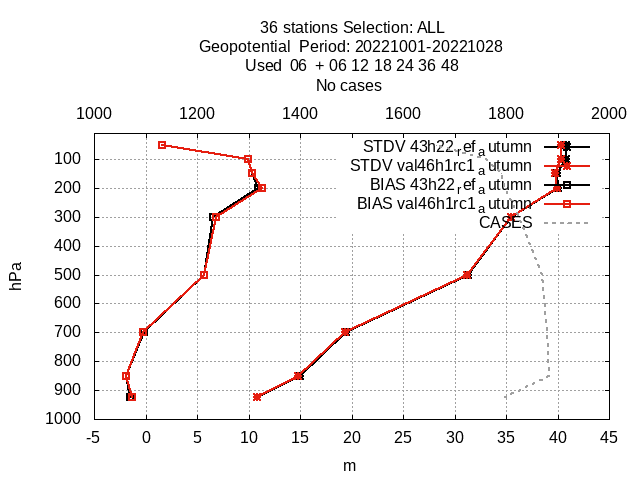 36 stations Selection: ALL
Geopotential  Period: 20221001-20221028
Used  06  + 06 12 18 24 36 48
No cases
1000 1200 1400 1600 1800 2000
STDV 43h22_ref_autumn
STDV val46h1rc1_autumn
BIAS 43h22_ref_autumn
BIAS val46h1rc1_autumn
CASES
100
200
300
400
500
600
700
800
900
1000
hPa
-5 0 5 10 15 20 25 30 35 40 45
m